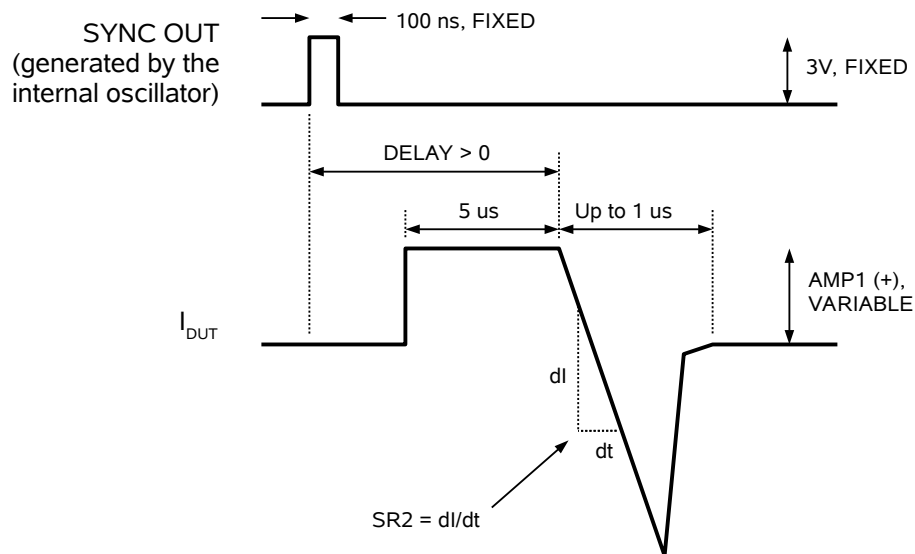 100 ns, FIXED
SYNC OUT
(generated by the
internal oscillator)
3V, FIXED
DELAY > 0
5 us
Up to 1 us
AMP1 (+),
VARIABLE
I_DUT
dI
dt
SR2 = dI/dt